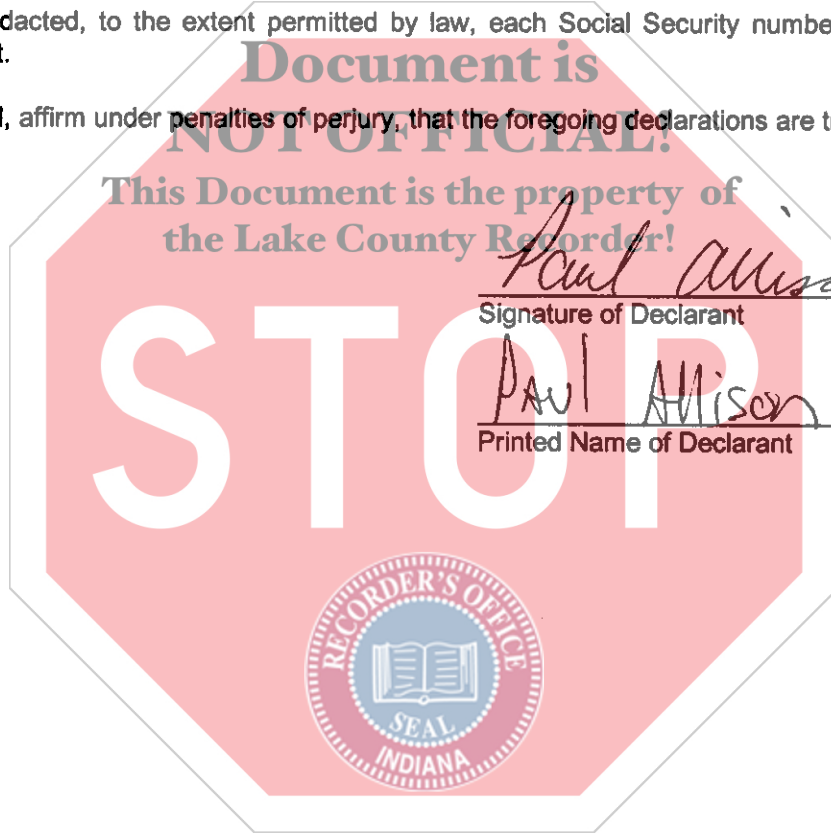 dacted, to the extent permitted by law, each Social Security numbe
t.
Document is
I, affirm under penalties of perjury, that the foregoing declarations are t
NOT OFFICIAL!
This Document is the property of
the Lake County Recorder!
Paul Alliso
Signature of Declarant
Paul Allison
Printed Name of Declarant
STOP
RECORDER'S OFFICE
SEAL
INDIANA